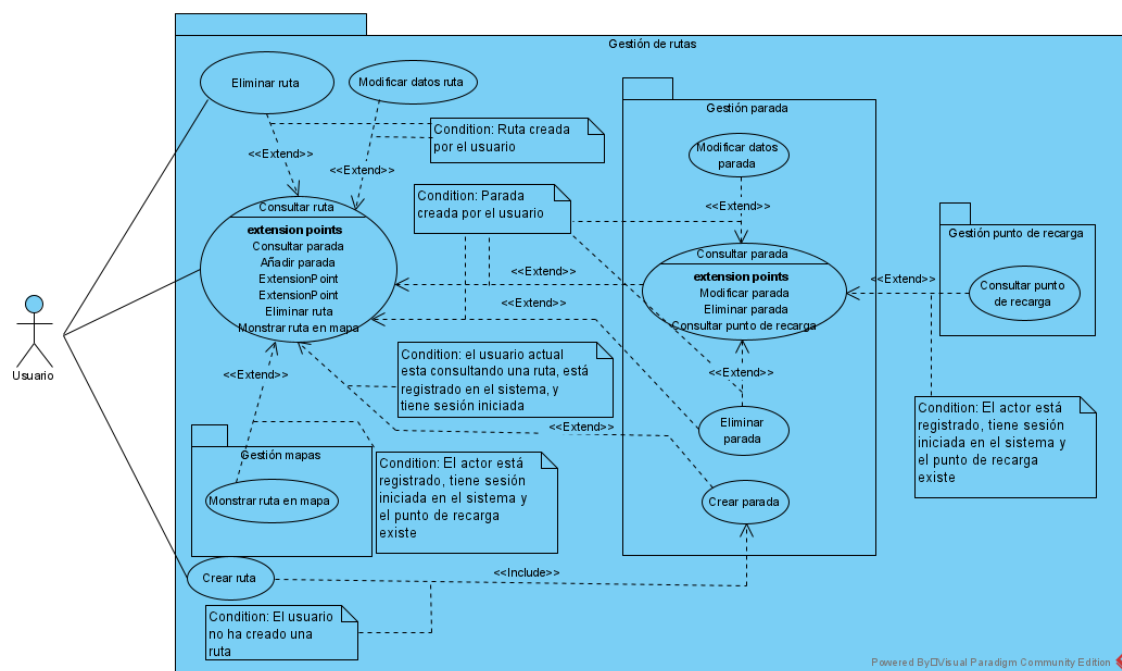 Gestión de rutas
Eliminar ruta
Modificar datos ruta
Gestión parada
Condition: Ruta creada
por el usuario
<<Extend>>
<<Extend>>
Modificar datos
parada
Condition: Parada
creada por el usuario
<<Extend>>
Consultar ruta
extension points
Consultar parada
Añadir parada
ExtensionPoint
ExtensionPoint
Eliminar ruta
Monstrar ruta en mapa
Gestión punto de recarga
Consultar parada
extension points
Modificar parada
Eliminar parada
Consultar punto de recarga
<<Extend>>
<<Extend>>
<<Extend>>
Consultar punto
de recarga
Usuario
Condition: el usuario actual
esta consultando una ruta, está
registrado en el sistema, y
tiene sesión iniciada
<<Extend>>
<<Extend>>
Condition: El actor está
registrado, tiene sesión
iniciada en el sistema y
el punto de recarga
existe
<<Extend>>
Eliminar
parada
Gestión mapas
Monstrar ruta en mapa
Condition: El actor está
registrado, tiene sesión
iniciada en el sistema y
el punto de recarga
existe
Crear parada
Crear ruta
<<Include>>
Condition: El usuario
no ha creado una
ruta
Powered By Visual Paradigm Community Edition